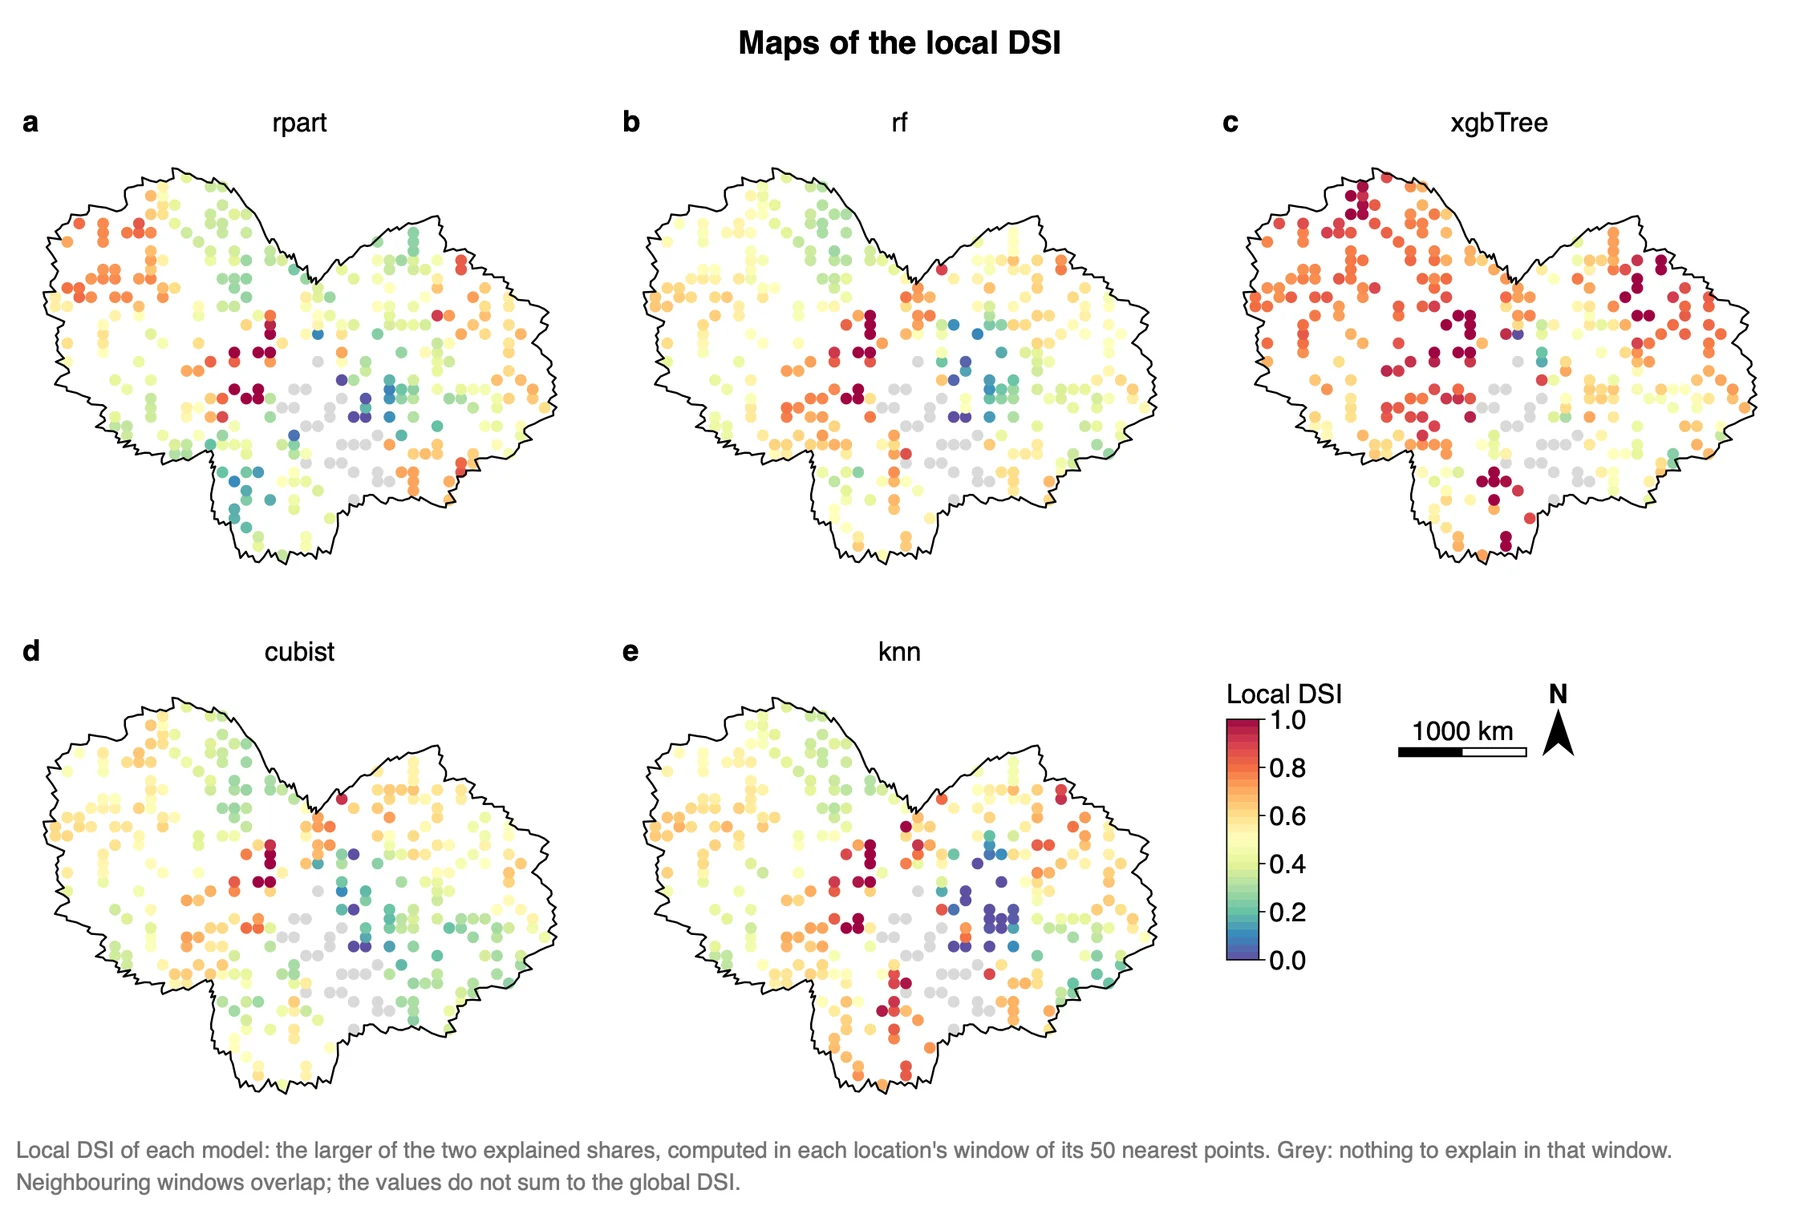 Maps of the local DSI
a
rpart
b
rf
c
xgbTree
d
cubist
e
knn
Local DSI
1.0
0.8
0.6
0.4
0.2
0.0
1000 km
N
Local DSI of each model: the larger of the two explained shares, computed in each location's window of its 50 nearest points. Grey: nothing to explain in that window.
Neighbouring windows overlap; the values do not sum to the global DSI.